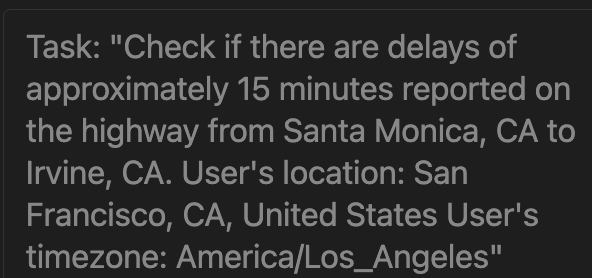 Task: "Check if there are delays of
approximately 15 minutes reported on
the highway from Santa Monica, CA to
Irvine, CA. User's location: San
Francisco, CA, United States User's
timezone: America/Los_Angeles"